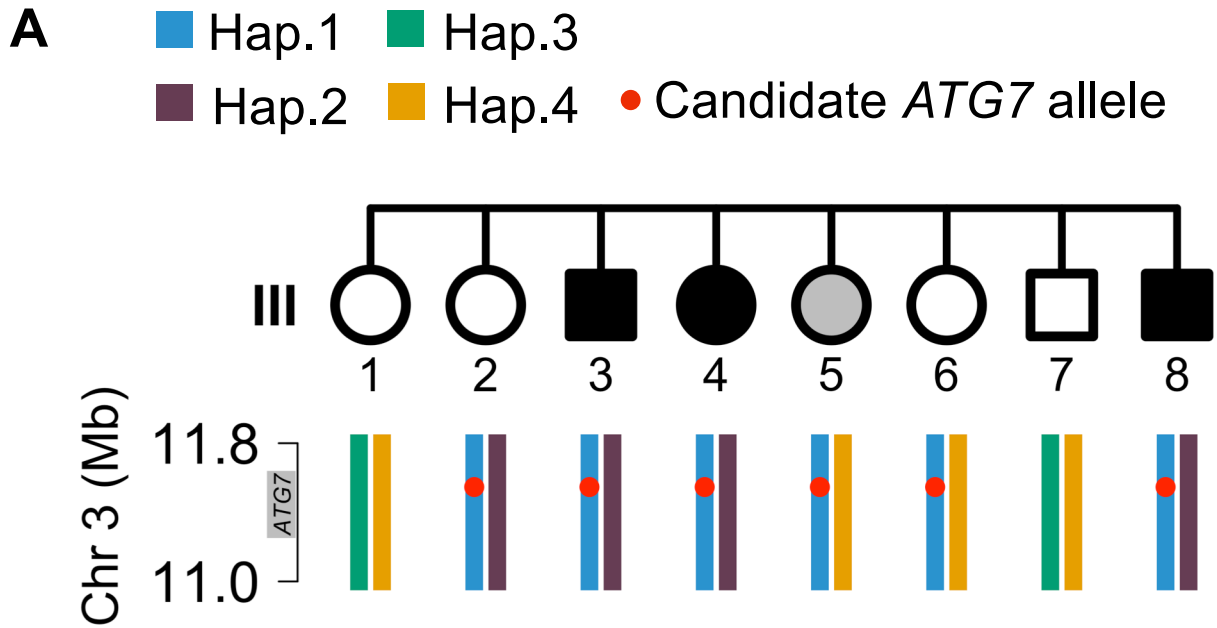 A
Hap.1 Hap.3
Hap.2 Hap.4 Candidate ATG7 allele
III
1 2 3 4 5 6 7 8
Chr 3 (Mb)
11.8
ATG7
11.0